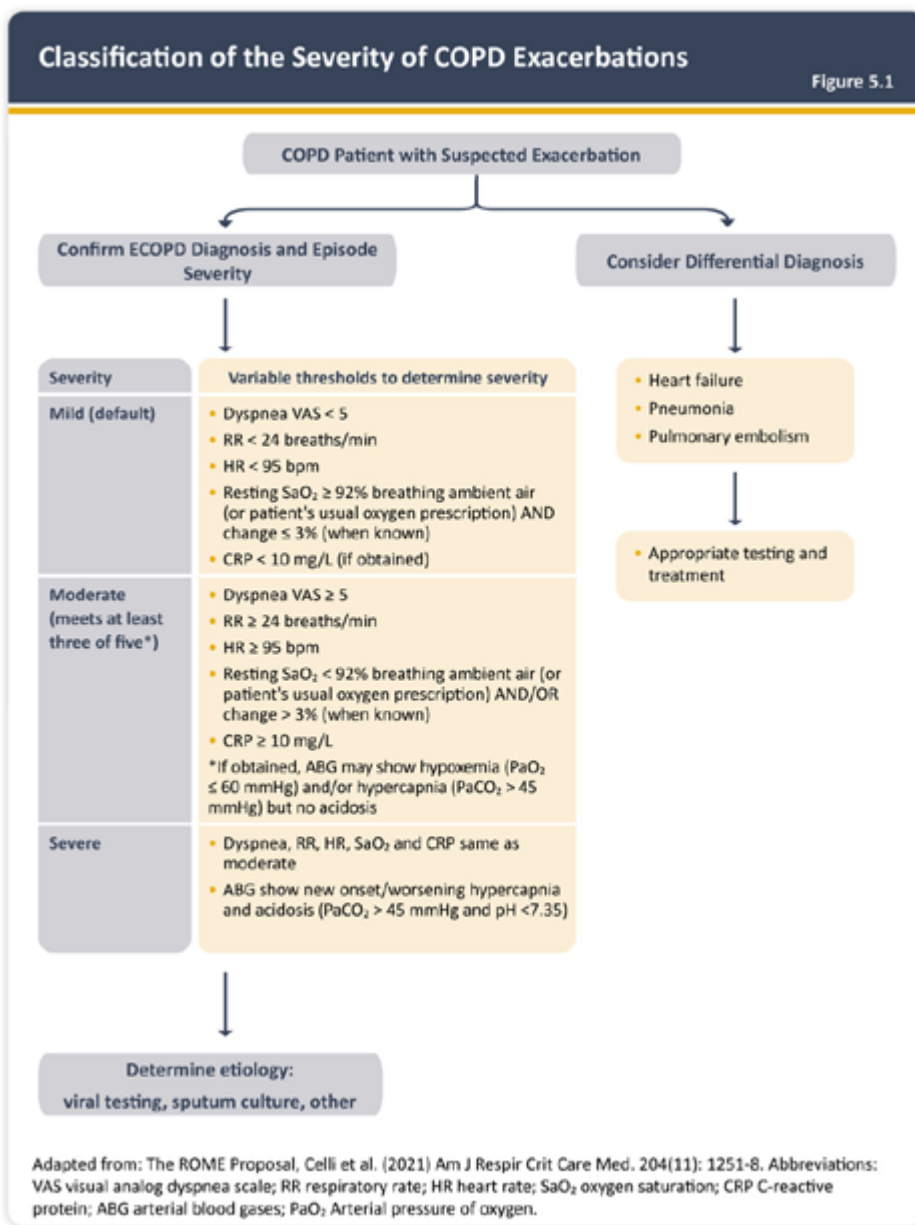 Classification of the Severity of COPD Exacerbations
Figure 5.1
COPD Patient with Suspected Exacerbation
Confirm ECOPD Diagnosis and Episode
Severity
Consider Differential Diagnosis
Severity
Variable thresholds to determine severity
Mild (default)
• Dyspnea VAS < 5
• RR < 24 breaths/min
• HR < 95 bpm
• Resting SaO₂ ≥ 92% breathing ambient air
(or patient's usual oxygen prescription) AND
change ≤ 3% (when known)
• CRP < 10 mg/L (if obtained)
Moderate
(meets at least
three of five*)
• Dyspnea VAS ≥ 5
• RR ≥ 24 breaths/min
• HR ≥ 95 bpm
• Resting SaO₂ < 92% breathing ambient air (or
patient's usual oxygen prescription) AND/OR
change > 3% (when known)
• CRP ≥ 10 mg/L
*If obtained, ABG may show hypoxemia (PaO₂
≤ 60 mmHg) and/or hypercapnia (PaCO₂ > 45
mmHg) but no acidosis
Severe
• Dyspnea, RR, HR, SaO₂ and CRP same as
moderate
• ABG show new onset/worsening hypercapnia
and acidosis (PaCO₂ > 45 mmHg and pH <7.35)
• Heart failure
• Pneumonia
• Pulmonary embolism
• Appropriate testing and
treatment
Determine etiology:
viral testing, sputum culture, other
Adapted from: The ROME Proposal, Celli et al. (2021) Am J Respir Crit Care Med. 204(11): 1251-8. Abbreviations:
VAS visual analog dyspnea scale; RR respiratory rate; HR heart rate; SaO₂ oxygen saturation; CRP C-reactive
protein; ABG arterial blood gases; PaO₂ Arterial pressure of oxygen.